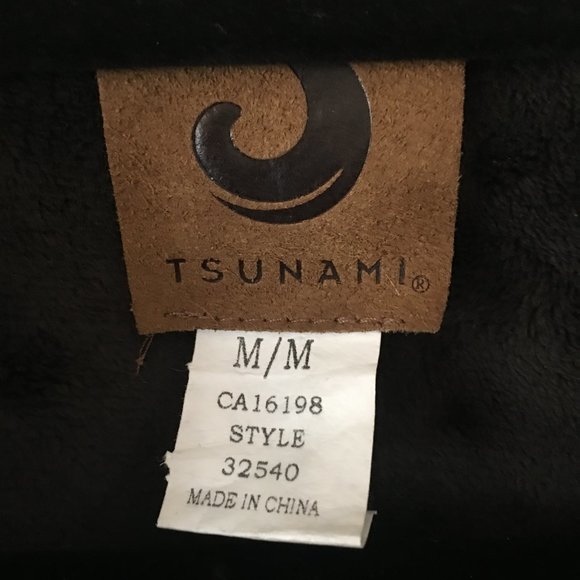 TSUNAMI®
M/M
CA16198
STYLE
32540
MADE IN CHINA